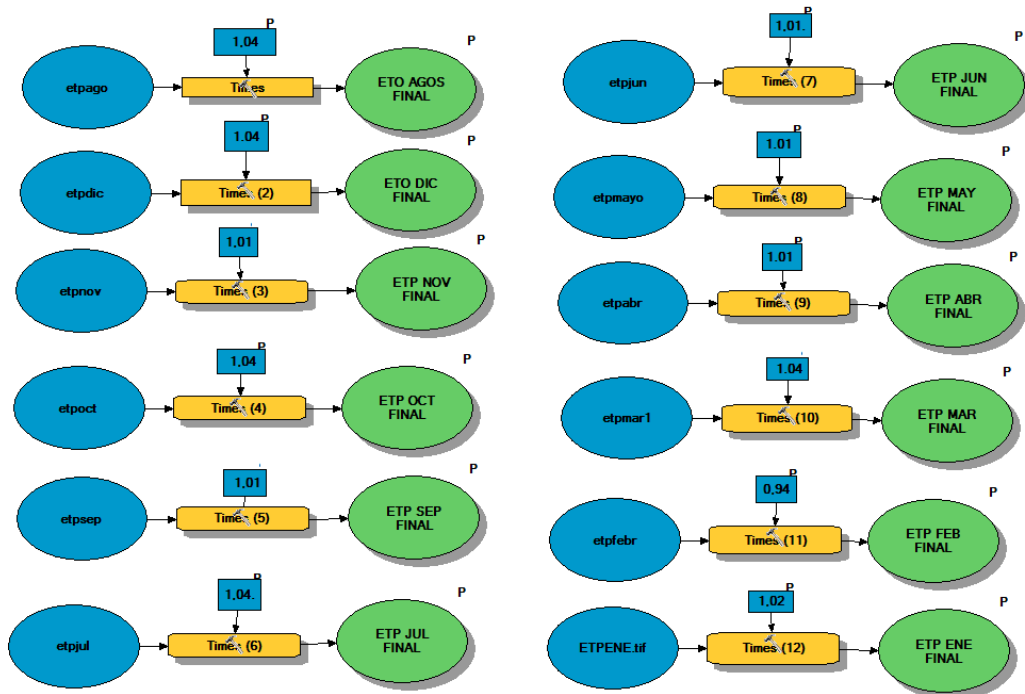 P
1.04
P
etpago
Times
ETO AGOS
FINAL
P
1.04
P
etpdic
Times (2)
ETO DIC
FINAL
1.01
P
etpnov
Times (3)
ETP NOV
FINAL
P
1.04
P
etpoct
Times (4)
ETP OCT
FINAL
1.01
P
etpsep
Times (5)
ETP SEP
FINAL
P
1.04.
P
etpjul
Times (6)
ETP JUL
FINAL
1.01.
P
etpjun
Times (7)
ETP JUN
FINAL
P
1.01
P
etpmayo
Times (8)
ETP MAY
FINAL
P
1.01
P
etpabr
Times (9)
ETP ABR
FINAL
1.04
P
etpmar1
Times (10)
ETP MAR
FINAL
P
0.94
P
etpfebr
Times (11)
ETP FEB
FINAL
P
1.02
P
ETPENE.tif
Times (12)
ETP ENE
FINAL